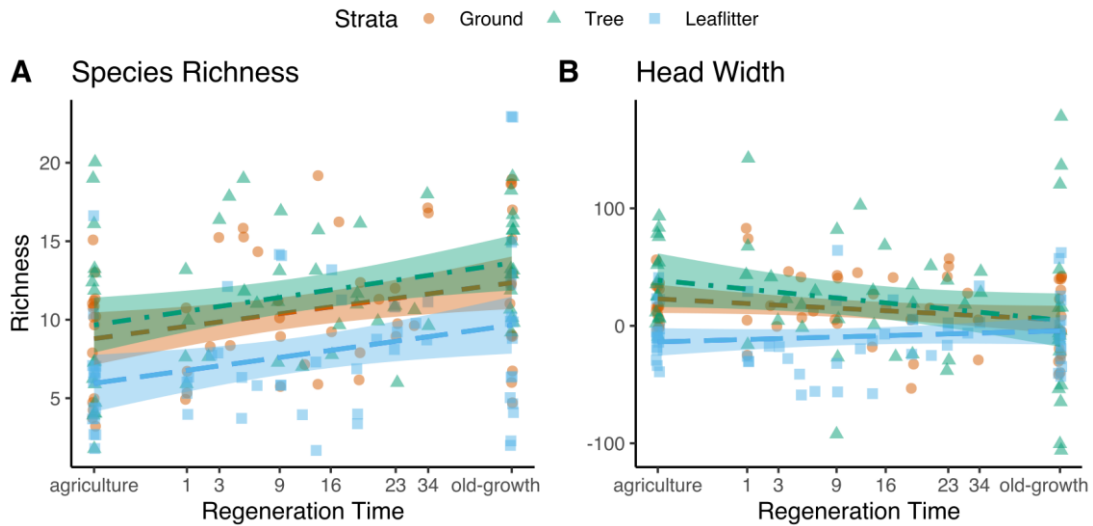 Strata Ground Tree Leaflitter
A Species Richness
B Head Width
Richness
20
15
10
5
agriculture 1 3 9 16 23 34 old-growth
Regeneration Time
100
0
-100
agriculture 1 3 9 16 23 34 old-growth
Regeneration Time